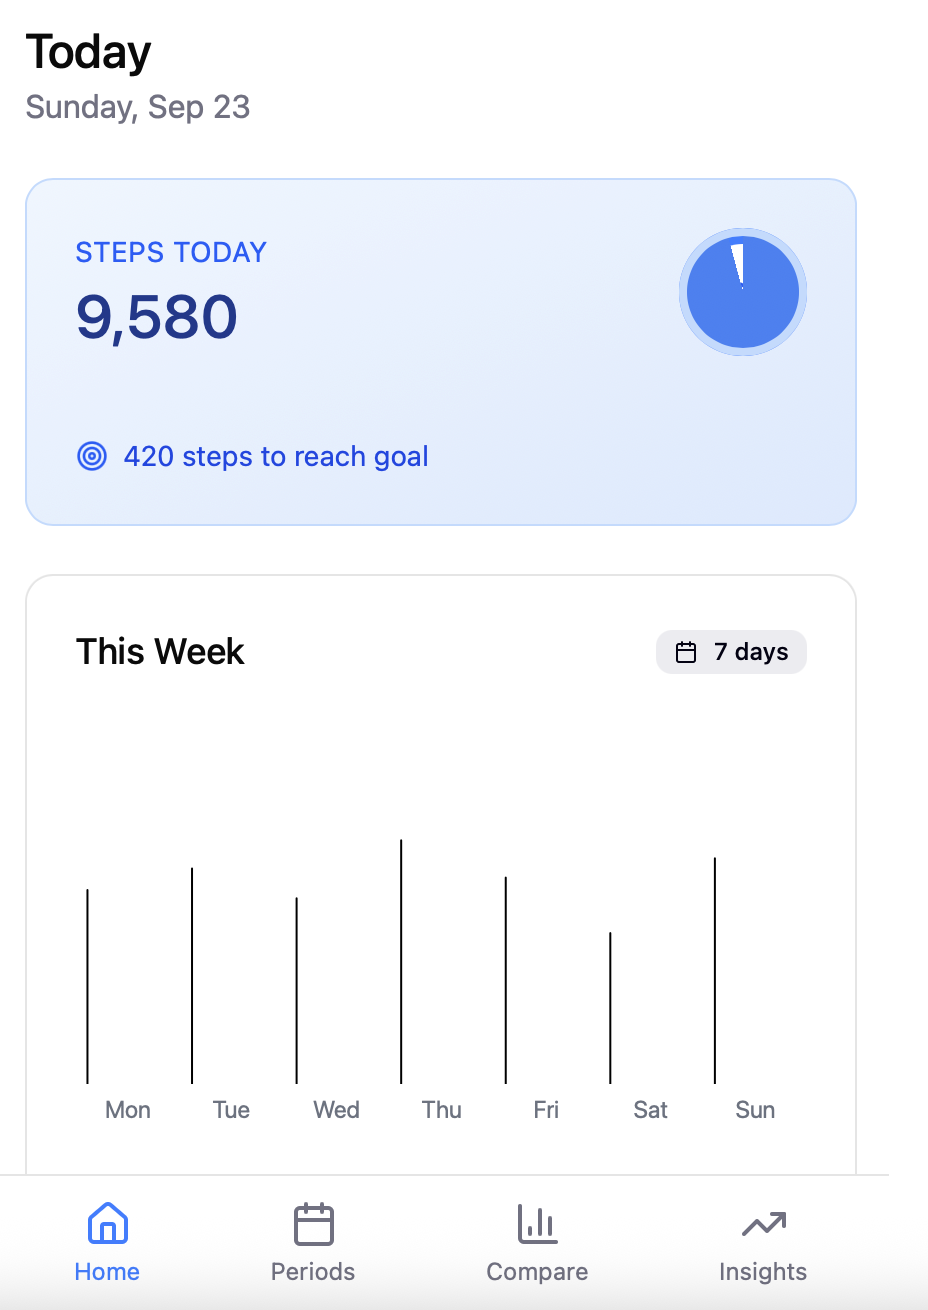 Today
Sunday, Sep 23
STEPS TODAY
9,580
420 steps to reach goal
This Week
7 days
Mon Tue Wed Thu Fri Sat Sun
Home Periods Compare Insights